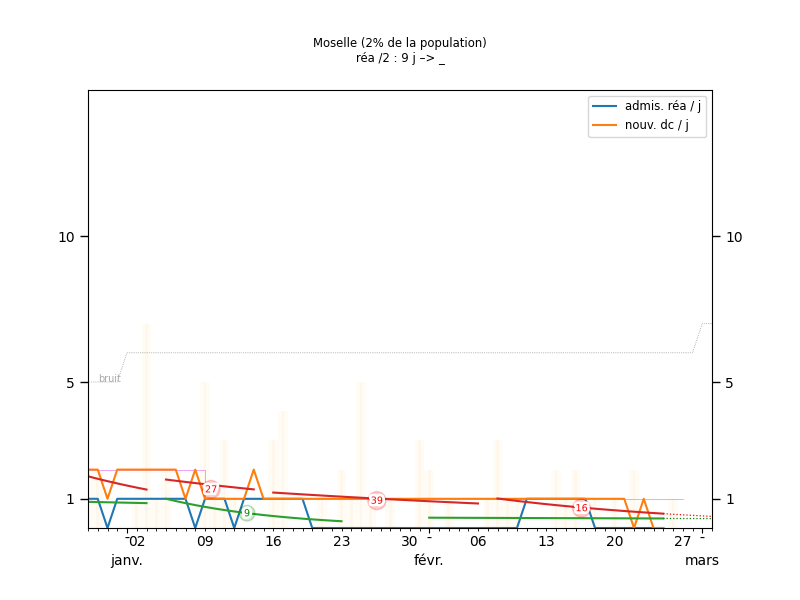 Moselle (2% de la population)
réa /2 : 9 j –> _
admis. réa / j
nouv. dc / j
10
10
bruit
5
5
27
39
16
9
1
1
02
09
16
23
30
06
13
20
27
janv.
févr.
mars